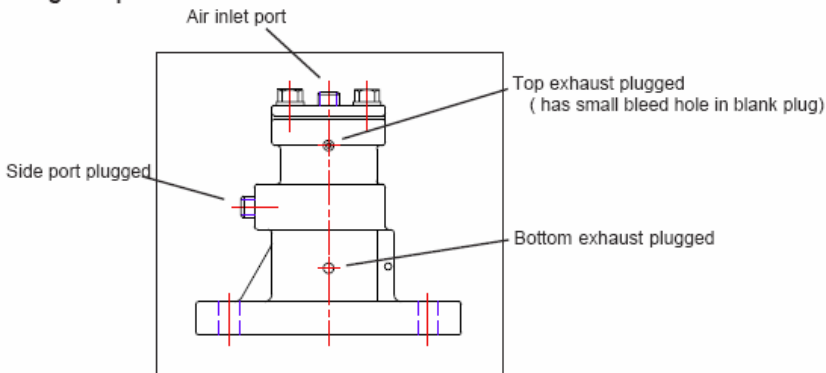 Air inlet port
Top exhaust plugged
( has small bleed hole in blank plug)
Side port plugged
Bottom exhaust plugged